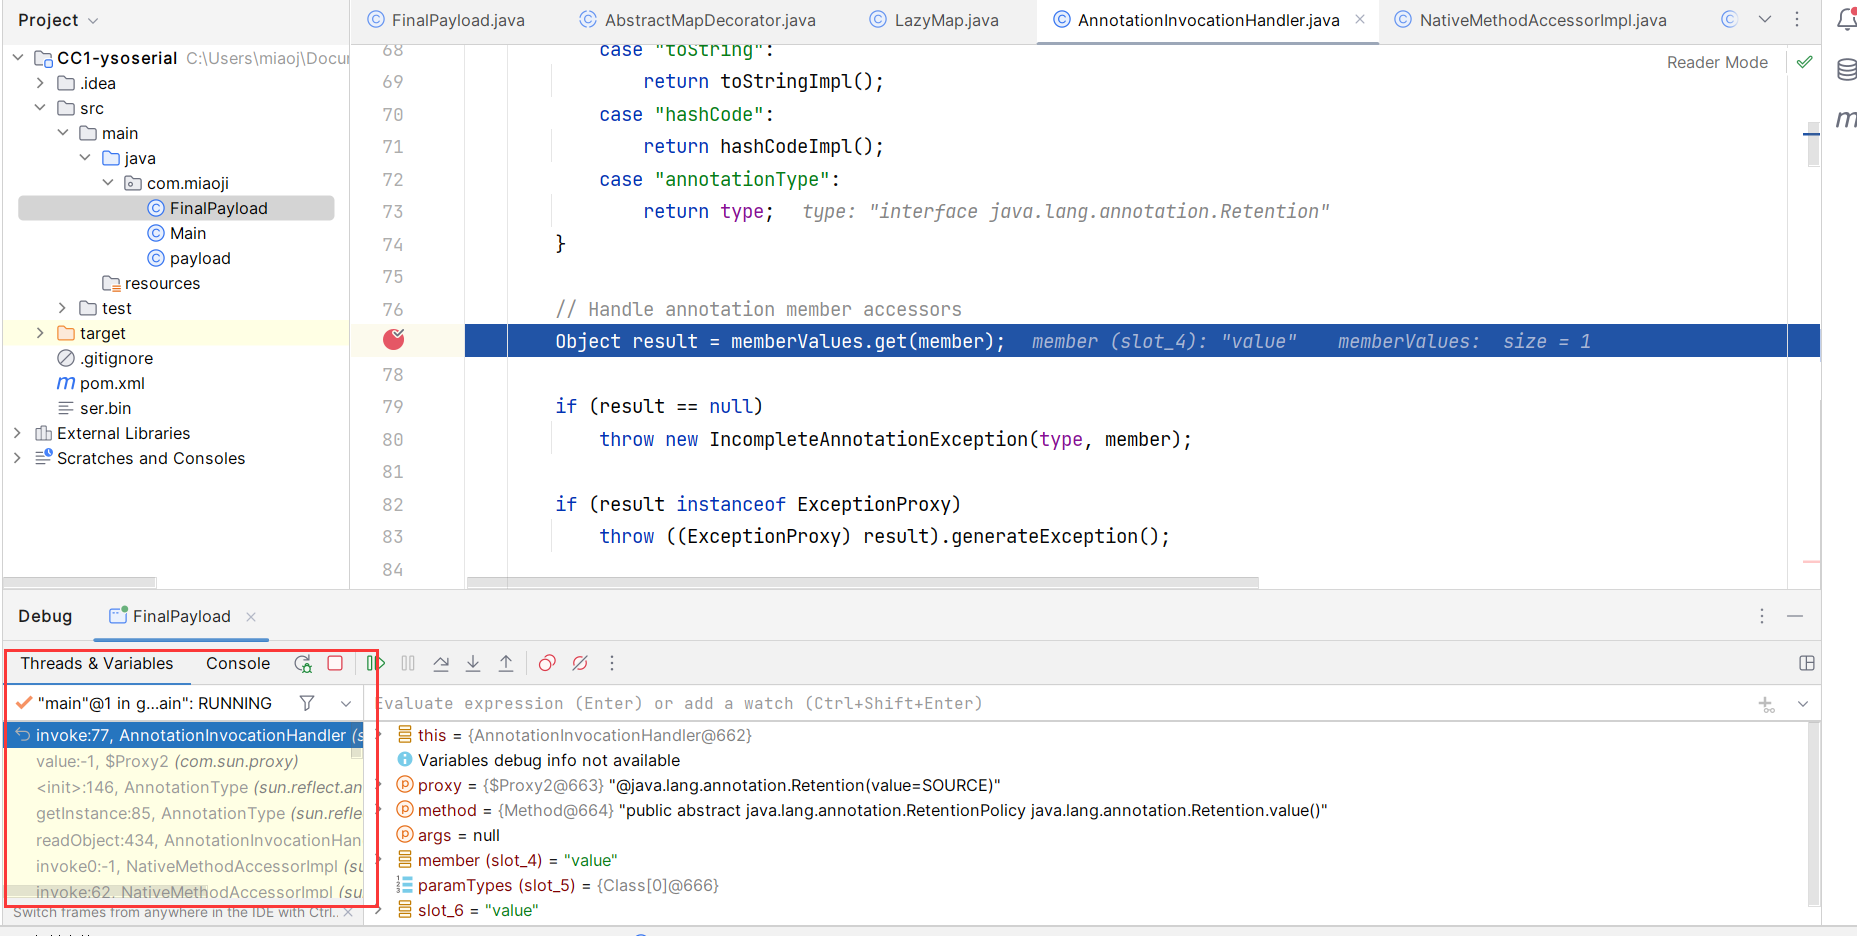 Project
FinalPayload.java
AbstractMapDecorator.java
LazyMap.java
AnnotationInvocationHandler.java
NativeMethodAccessorImpl.java
CC1-ysoserial C:\Users\miaoj\Docu
.idea
src
main
java
com.miaoji
FinalPayload
Main
payload
resources
test
target
.gitignore
pom.xml
ser.bin
External Libraries
Scratches and Consoles
Reader Mode
68 case "toString":
69 return toStringImpl();
70 case "hashCode":
71 return hashCodeImpl();
72 case "annotationType":
73 return type; type: "interface java.lang.annotation.Retention"
74 }
75
76 // Handle annotation member accessors
Object result = memberValues.get(member); member (slot_4): "value" memberValues: size = 1
78
79 if (result == null)
80 throw new IncompleteAnnotationException(type, member);
81
82 if (result instanceof ExceptionProxy)
83 throw ((ExceptionProxy) result).generateException();
84
Debug
FinalPayload
Threads & Variables
Console
"main"@1 in g...ain": RUNNING
Evaluate expression (Enter) or add a watch (Ctrl+Shift+Enter)
invoke:77, AnnotationInvocationHandler (s
value:-1, $Proxy2 (com.sun.proxy)
<init>:146, AnnotationType (sun.reflect.an
getInstance:85, AnnotationType (sun.refle
readObject:434, AnnotationInvocationHan
invoke0:-1, NativeMethodAccessorImpl (su
invoke:62, NativeMethodAccessorImpl (su
Switch frames from anywhere in the IDE with Ctrl..
this = {AnnotationInvocationHandler@662}
Variables debug info not available
proxy = {$Proxy2@663} "@java.lang.annotation.Retention(value=SOURCE)"
method = {Method@664} "public abstract java.lang.annotation.RetentionPolicy java.lang.annotation.Retention.value()"
args = null
member (slot_4) = "value"
paramTypes (slot_5) = {Class[0]@666}
slot_6 = "value"